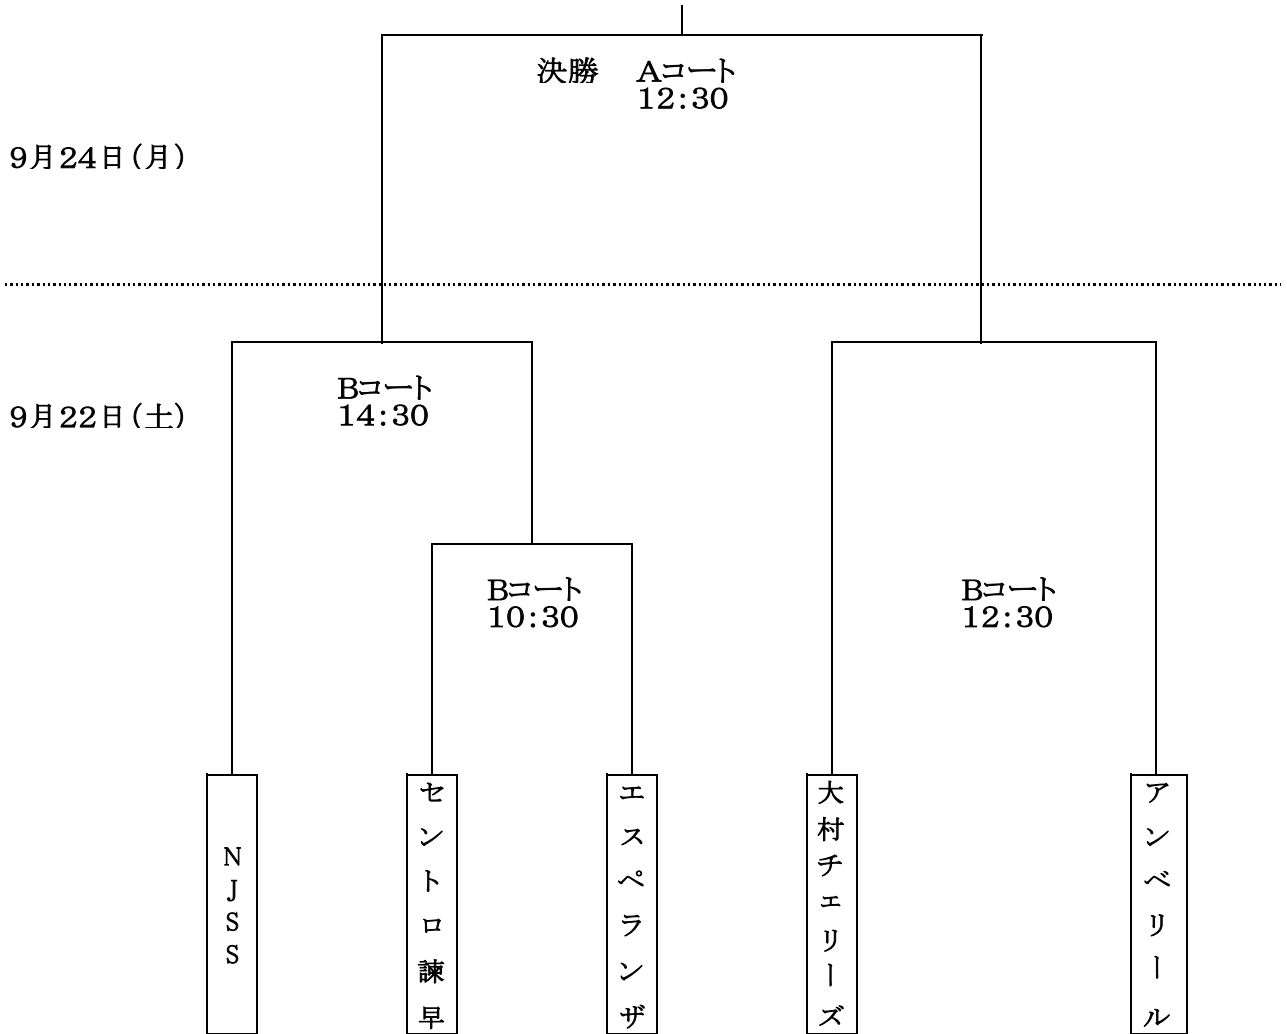 決勝　Aコート
12:30
9月24日(月)
Bコート
14:30
9月22日(土)
Bコート
10:30
Bコート
12:30
NJSS
セントロ諫早
エスペランザ
大村チェリーズ
アンベリール